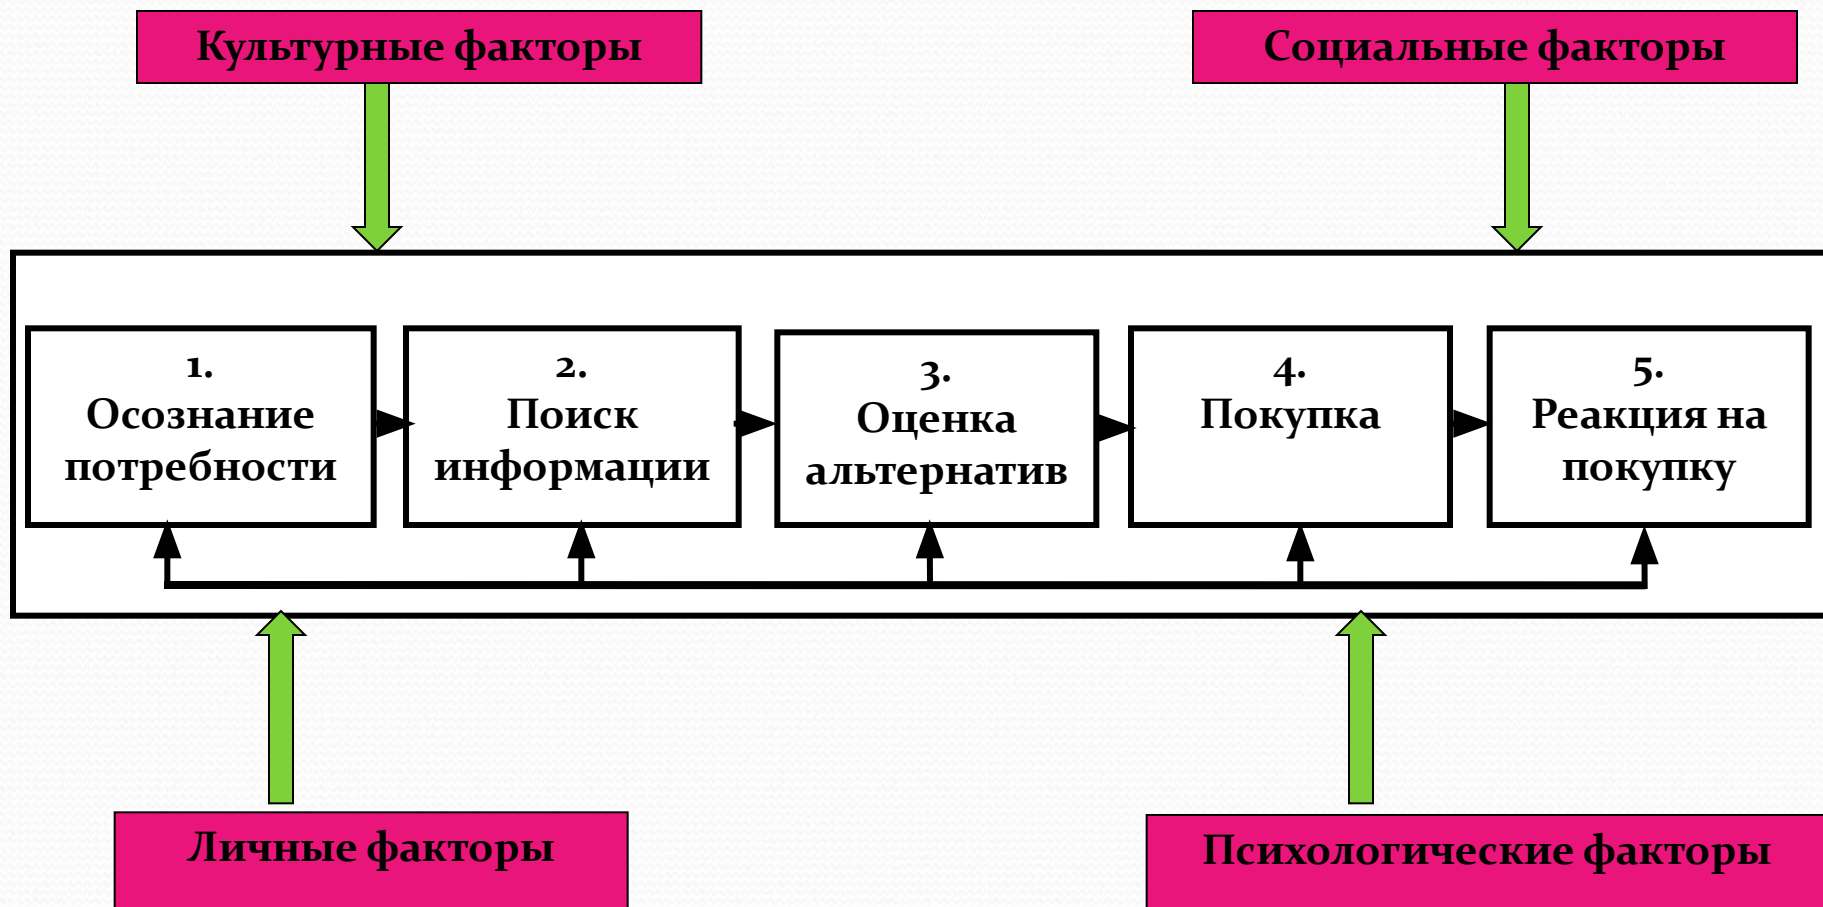 Культурные факторы
Социальные факторы
1.
Осознание
потребности
2.
Поиск
информации
3.
Оценка
альтернатив
4.
Покупка
5.
Реакция на
покупку
Личные факторы
Психологические факторы